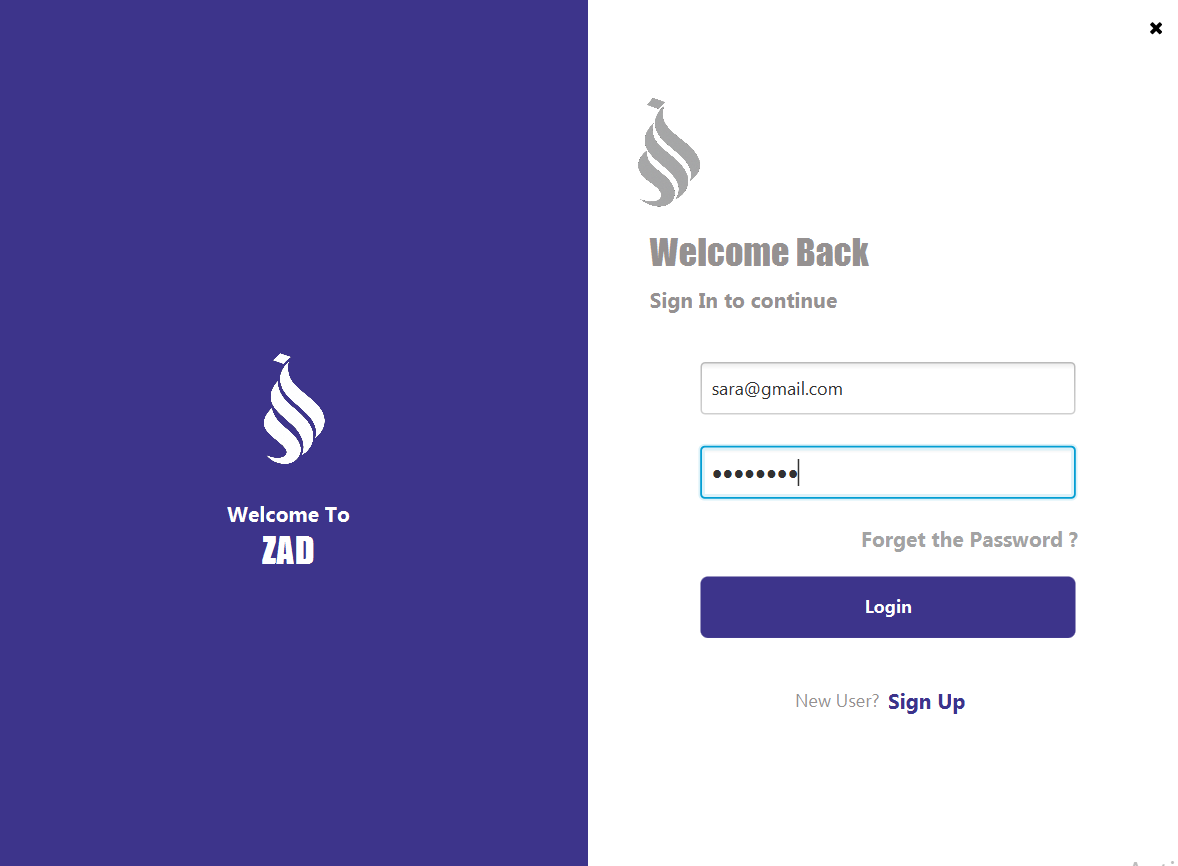 Welcome To
ZAD
Welcome Back
Sign In to continue
sara@gmail.com
Forget the Password ?
Login
New User? Sign Up